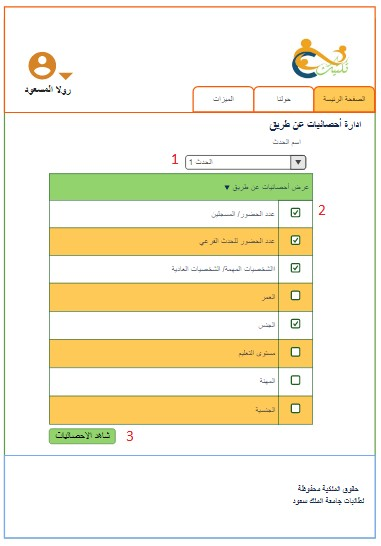 رولا المسعود
الصفحة الرئيسة
حولنا
الميزات
ادارة أحصائيات عن طريق
اسم الحدث
1
الحدث 1
عرض أحصائيات عن طريق
2
عدد الحضور/ المسجلين
عدد الحضور للحدث الفرعي
الشخصيات المهمة/ الشخصيات العادية
العمر
الجنس
مستوى التعليم
المهنة
الجنسية
شاهد الاحصائيات
3
حقوق الملكية محفوظة
لطالبات جامعة الملك سعود